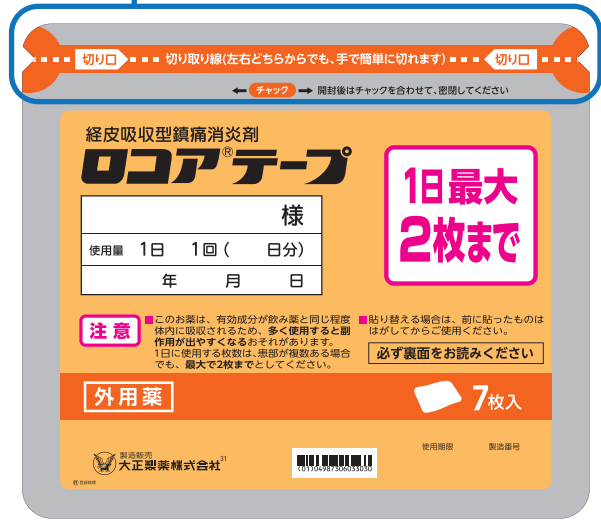 切り口 切り取り線(左右どちらからでも、手で簡単に切れます) 切り口
← チャック → 開封後はチャックを合わせて、密閉してください
経皮吸収型鎮痛消炎剤
ロコア®テープ
様
使用量 1日 1回( 日分)
年 月 日
1日最大
2枚まで
注意
■このお薬は、有効成分が飲み薬と同じ程度
体内に吸収されるため、多く使用すると副
作用が出やすくなるおそれがあります。
1日に使用する枚数は、患部が複数ある場合
でも、最大で2枚までとしてください。
■貼り替える場合は、前に貼ったものは
はがしてからご使用ください。
必ず裏面をお読みください
外用薬
7枚入
使用期限 製造番号
製造販売
大正製薬株式会社31
(01)04987306033030
Ⓡ登録商標